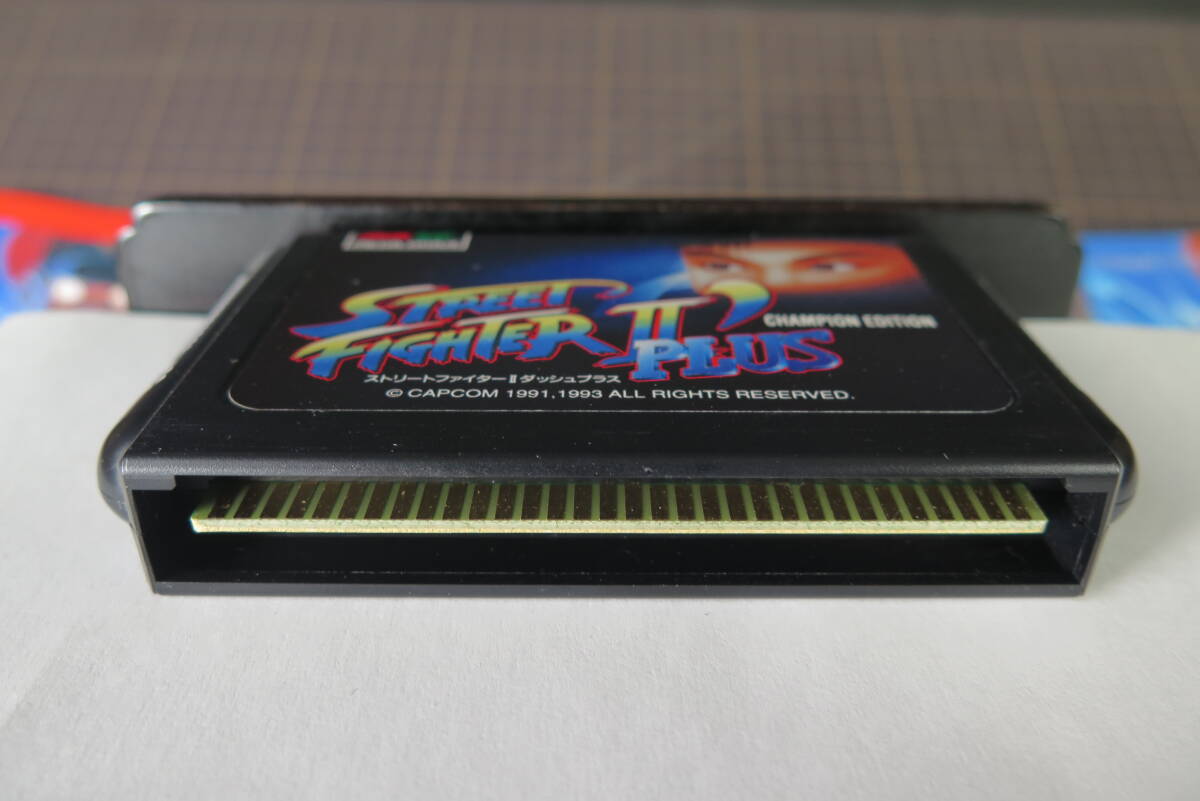 STREET
FIGHTER II' PLUS
CHAMPION EDITION
ストリートファイターⅡダッシュプラス
© CAPCOM 1991,1993 ALL RIGHTS RESERVED.